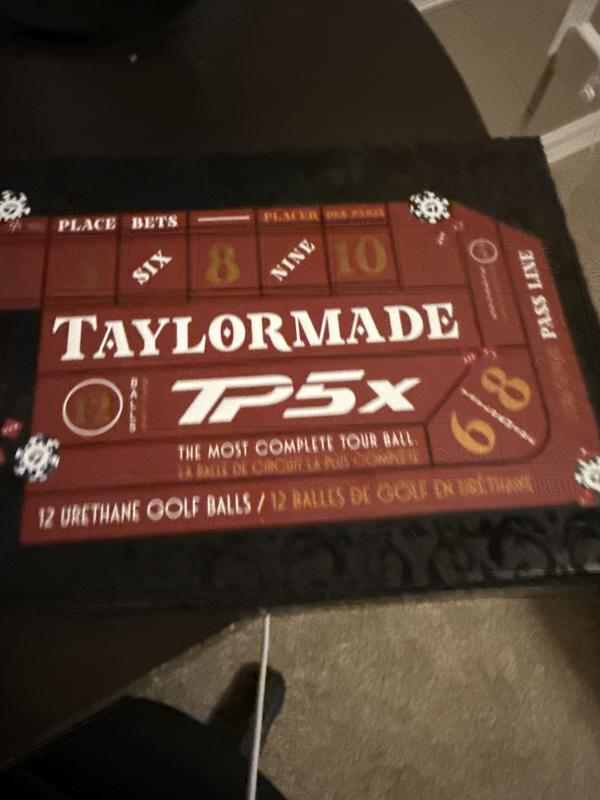 PLACE BETS PLACER DES PARIS
SIX 8 NINE 10
PASS LINE
TAYLORMADE
12 BALLS
TP5x
6 8
THE MOST COMPLETE TOUR BALL.
LA BALLE DE CIRCUIT LA PLUS COMPLÈTE
12 URETHANE GOLF BALLS / 12 BALLES DE GOLF EN URÉTHANE